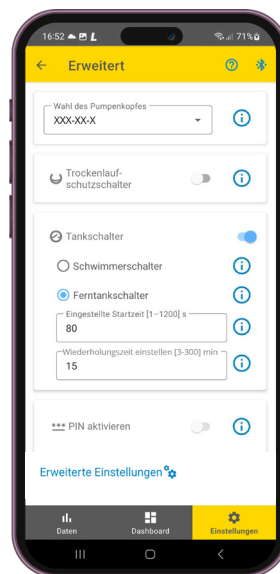 16:52 71%
Erweitert
Wahl des Pumpenkopfes
XXX-XX-X
Trockenlauf-
schutzschalter
Tankschalter
Schwimmerschalter
Ferntankschalter
Eingestellte Startzeit [1~1200] s
80
Wiederholungszeit einstellen [3-300] min
15
PIN aktivieren
Erweiterte Einstellungen
Daten Dashboard Einstellungen